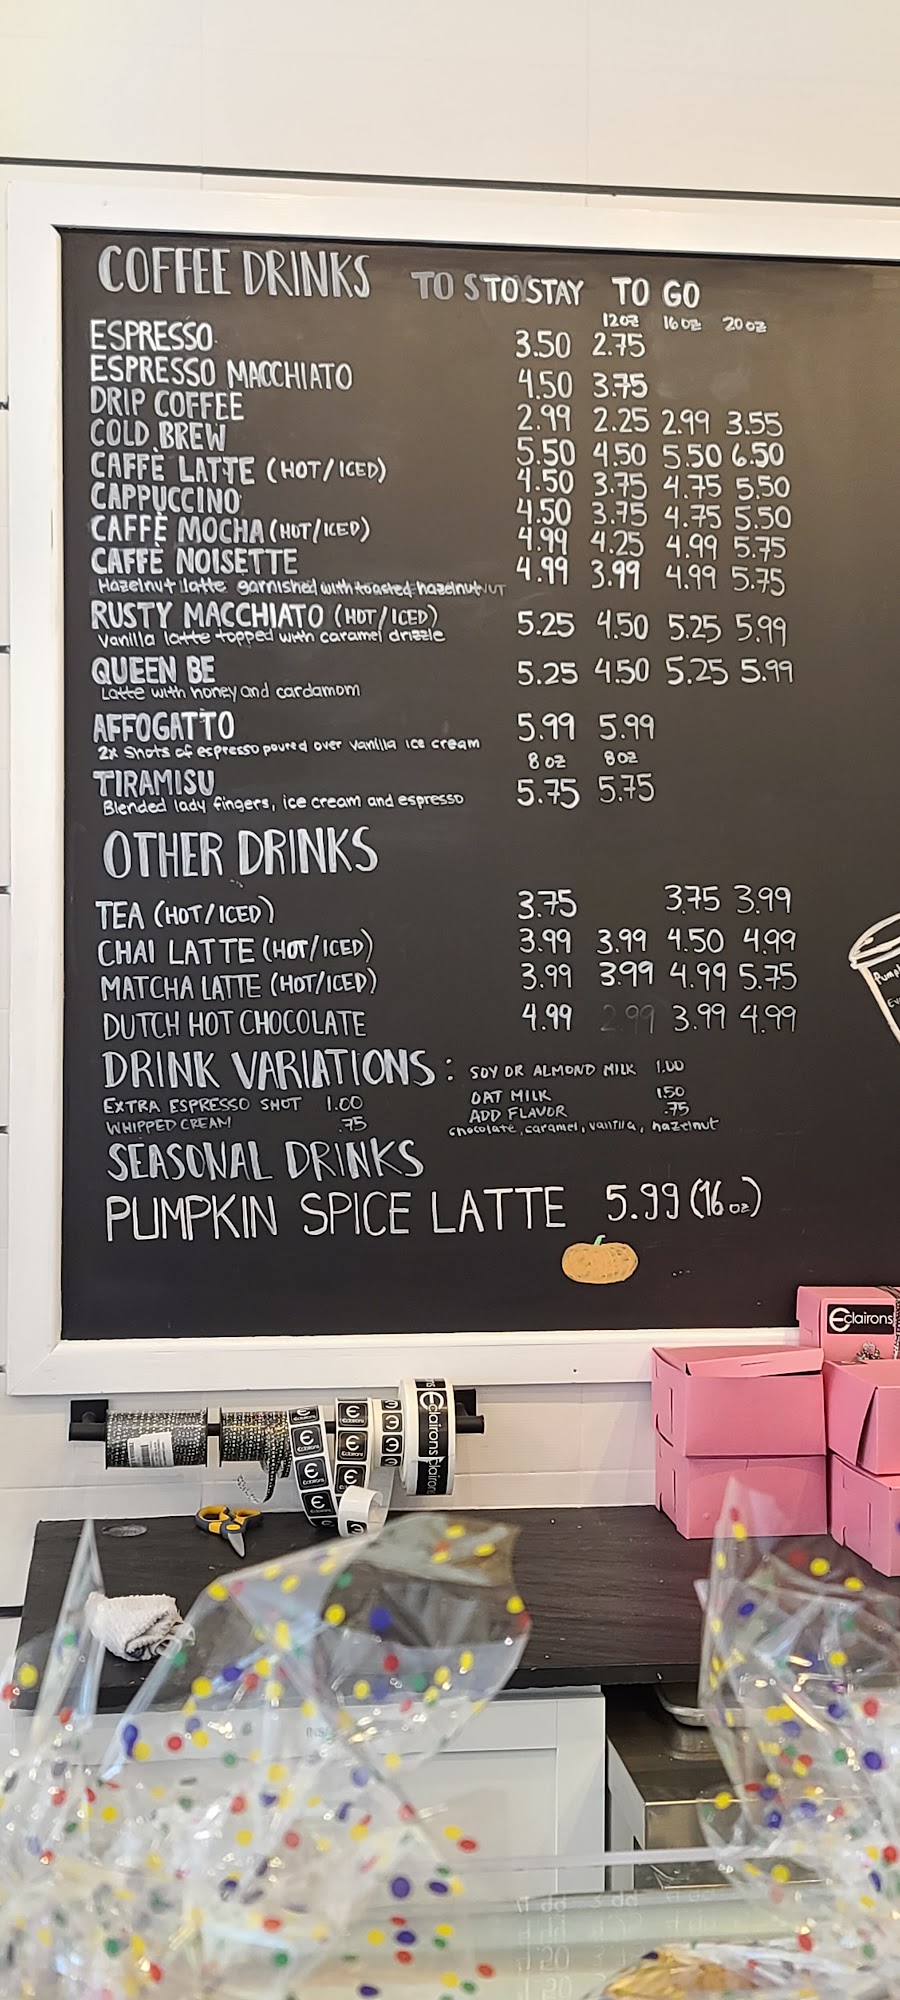 COFFEE DRINKS TO STO STAY TO GO
12oz 16oz 20oz
ESPRESSO 3.50 2.75
ESPRESSO MACCHIATO 4.50 3.75
DRIP COFFEE 2.99 2.25 2.99 3.55
COLD BREW 5.50 4.50 5.50 6.50
CAFFÈ LATTE (HOT/ICED) 4.50 3.75 4.75 5.50
CAPPUCCINO 4.50 3.75 4.75 5.50
CAFFÈ MOCHA (HOT/ICED) 4.99 4.25 4.99 5.75
CAFFÈ NOISETTE 4.99 3.99 4.99 5.75
Hazelnut latte garnished with toasted hazelnut
RUSTY MACCHIATO (HOT/ICED) 5.25 4.50 5.25 5.99
Vanilla latte topped with caramel drizzle
QUEEN BE 5.25 4.50 5.25 5.99
Latte with honey and cardamom
AFFOGATTO 5.99 5.99
2x Shots of espresso poured over vanilla ice cream 8oz 8oz
TIRAMISU 5.75 5.75
Blended lady fingers, ice cream and espresso
OTHER DRINKS
TEA (HOT/ICED) 3.75 3.75 3.99
CHAI LATTE (HOT/ICED) 3.99 3.99 4.50 4.99
MATCHA LATTE (HOT/ICED) 3.99 3.99 4.99 5.75
DUTCH HOT CHOCOLATE 4.99 2.99 3.99 4.99
DRINK VARIATIONS: SOY OR ALMOND MILK 1.00
EXTRA ESPRESSO SHOT 1.00 OAT MILK 1.50
WHIPPED CREAM .75 ADD FLAVOR .75
chocolate, caramel, vanilla, hazelnut
SEASONAL DRINKS
PUMPKIN SPICE LATTE 5.99 (16oz)
Eclairons
Eclairons